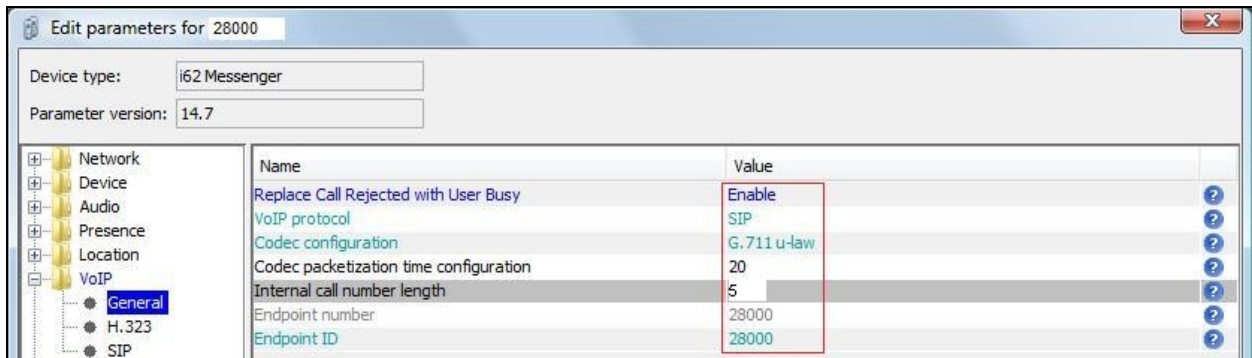 Edit parameters for 28000
Device type: i62 Messenger
Parameter version: 14.7
Network
Device
Audio
Presence
Location
VoIP
General
H.323
SIP
Name Value
Replace Call Rejected with User Busy Enable
VoIP protocol SIP
Codec configuration G.711 u-law
Codec packetization time configuration 20
Internal call number length 5
Endpoint number 28000
Endpoint ID 28000